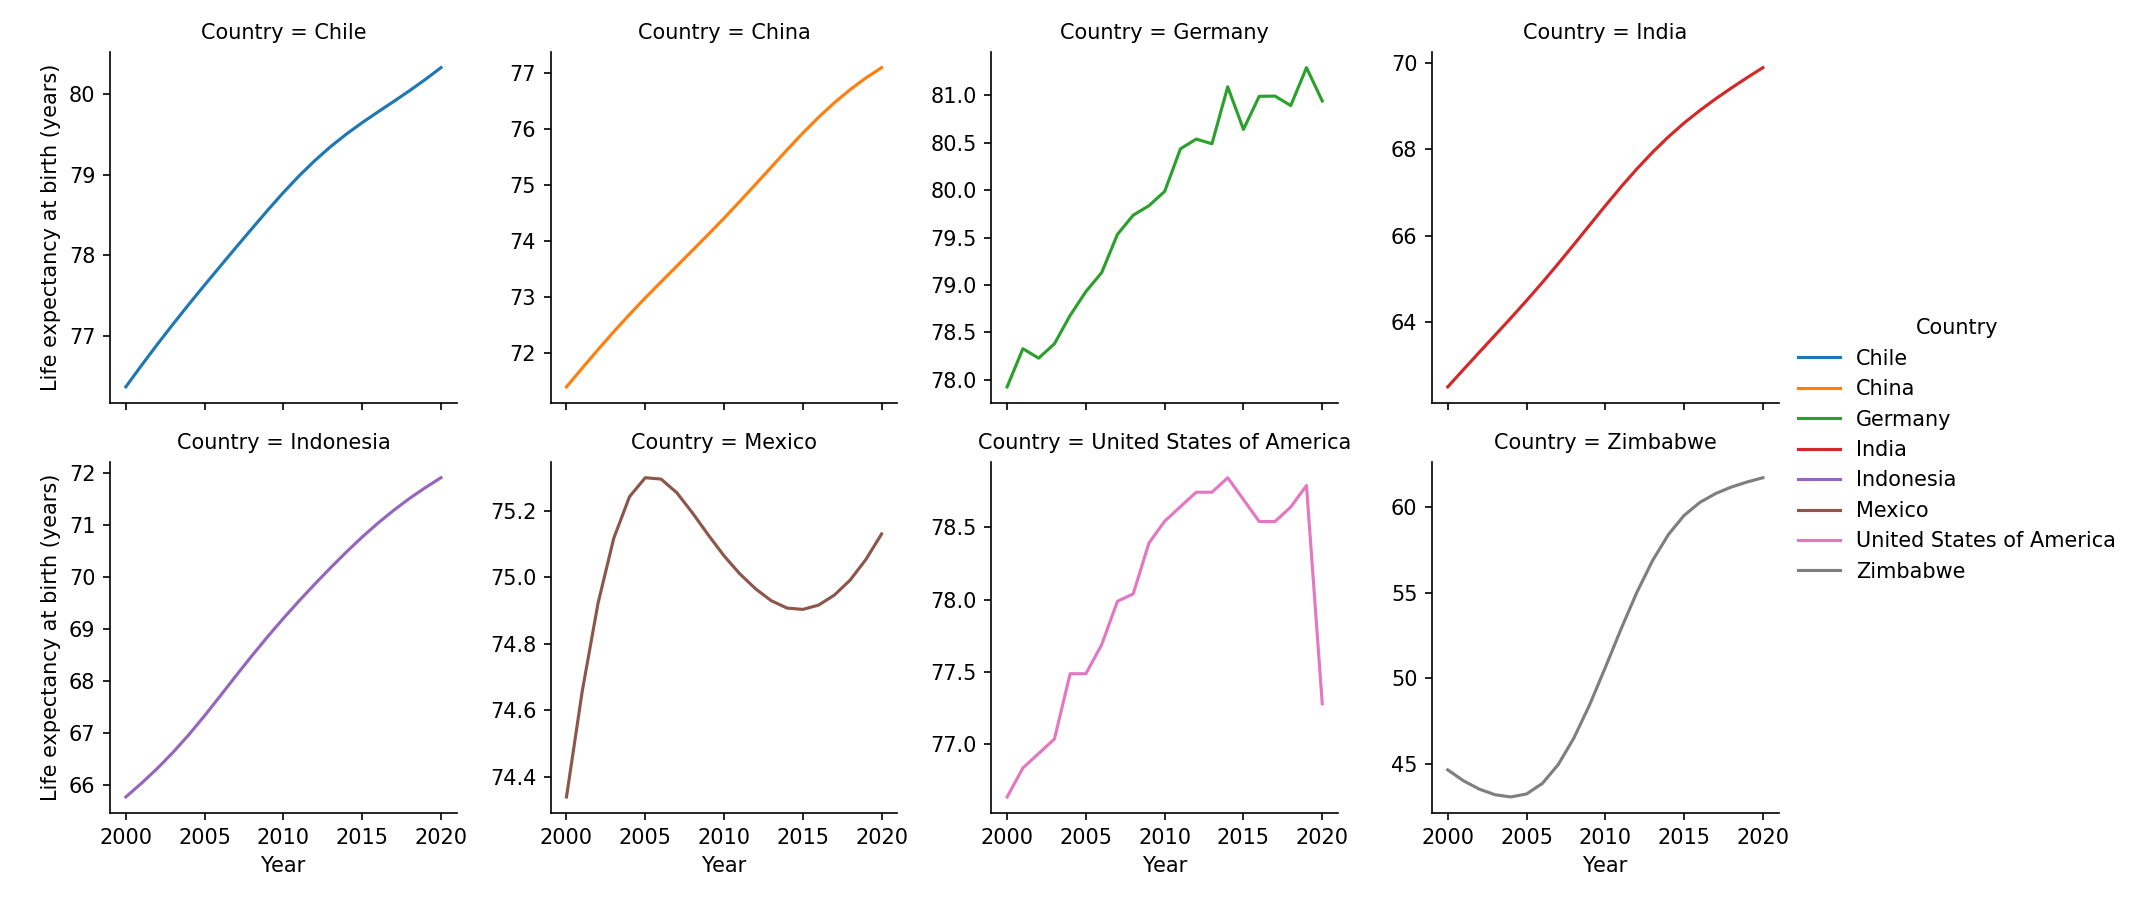 Country = Chile
Life expectancy at birth (years)
80
79
78
77
Country = China
77
76
75
74
73
72
Country = Germany
81.0
80.5
80.0
79.5
79.0
78.5
78.0
Country = India
70
68
66
64
Country = Indonesia
Life expectancy at birth (years)
72
71
70
69
68
67
66
2000 2005 2010 2015 2020
Year
Country = Mexico
75.2
75.0
74.8
74.6
74.4
2000 2005 2010 2015 2020
Year
Country = United States of America
78.5
78.0
77.5
77.0
2000 2005 2010 2015 2020
Year
Country = Zimbabwe
60
55
50
45
2000 2005 2010 2015 2020
Year
Country
Chile
China
Germany
India
Indonesia
Mexico
United States of America
Zimbabwe